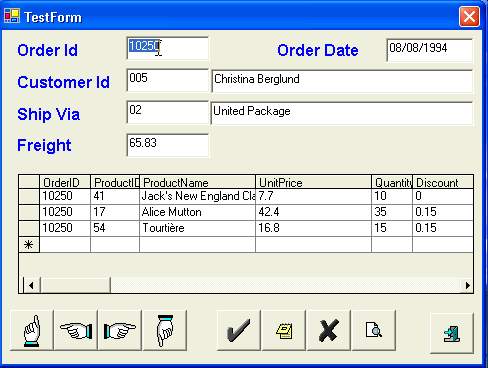 TestForm
Order Id 10250 Order Date 08/08/1994
Customer Id 005 Christina Berglund
Ship Via 02 United Package
Freight 65.83
OrderID ProductID ProductName UnitPrice Quantity Discount
10250 41 Jack's New England Cla 7.7 10 0
10250 17 Alice Mutton 42.4 35 0.15
10250 54 Tourtière 16.8 15 0.15